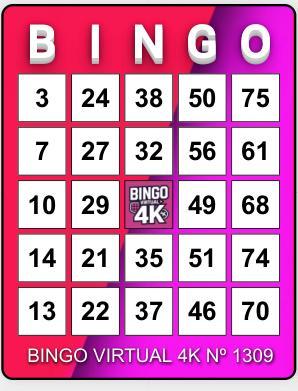 B I N G O
3 24 38 50 75
7 27 32 56 61
10 29 BINGO VIRTUAL 4K 49 68
14 21 35 51 74
13 22 37 46 70
BINGO VIRTUAL 4K Nº 1309